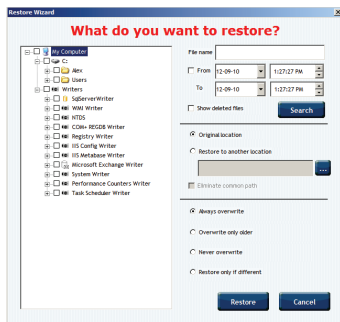 Restore Wizard
What do you want to restore?
My Computer
C:
Alex
Users
Writers
SqlServerWriter
WMI Writer
NTDS
COM+ REGDB Writer
Registry Writer
IIS Config Writer
IIS Metabase Writer
Microsoft Exchange Writer
System Writer
Performance Counters Writer
Task Scheduler Writer
File name
From 12-09-10 1:27:27 PM
To 12-09-10 1:27:27 PM
Show deleted files
Search
Original location
Restore to another location
...
Eliminate common path
Always overwrite
Overwrite only older
Never overwrite
Restore only if different
Restore Cancel